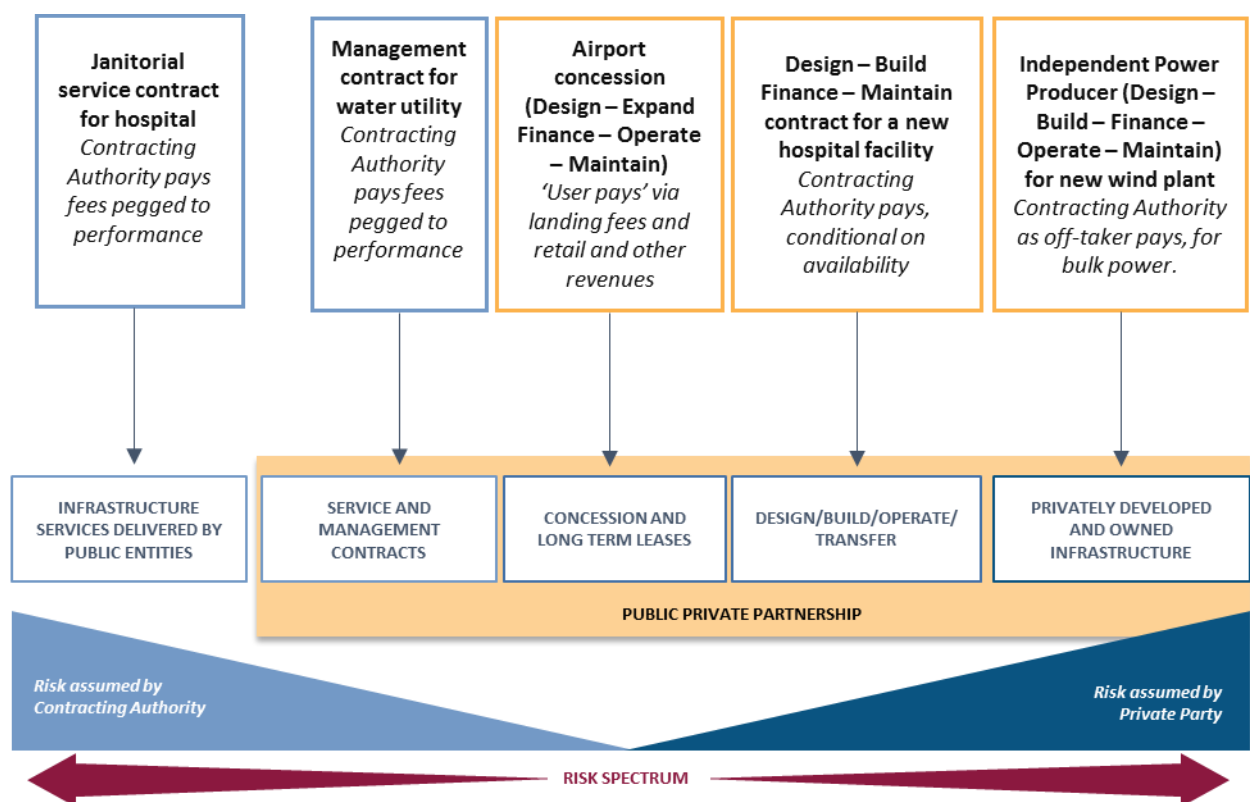 Janitorial
service contract
for hospital
Contracting
Authority pays
fees pegged to
performance
Management
contract for
water utility
Contracting
Authority
pays fees
pegged to
performance
Airport
concession
(Design – Expand
Finance – Operate
– Maintain)
‘User pays’ via
landing fees and
retail and other
revenues
Design – Build
Finance – Maintain
contract for a new
hospital facility
Contracting
Authority pays,
conditional on
availability
Independent Power
Producer (Design –
Build – Finance –
Operate – Maintain)
for new wind plant
Contracting Authority
as off-taker pays, for
bulk power.
INFRASTRUCTURE
SERVICES DELIVERED BY
PUBLIC ENTITIES
SERVICE AND
MANAGEMENT
CONTRACTS
CONCESSION AND
LONG TERM LEASES
DESIGN/BUILD/OPERATE/
TRANSFER
PRIVATELY DEVELOPED
AND OWNED
INFRASTRUCTURE
PUBLIC PRIVATE PARTNERSHIP
Risk assumed by
Contracting Authority
Risk assumed by
Private Party
RISK SPECTRUM